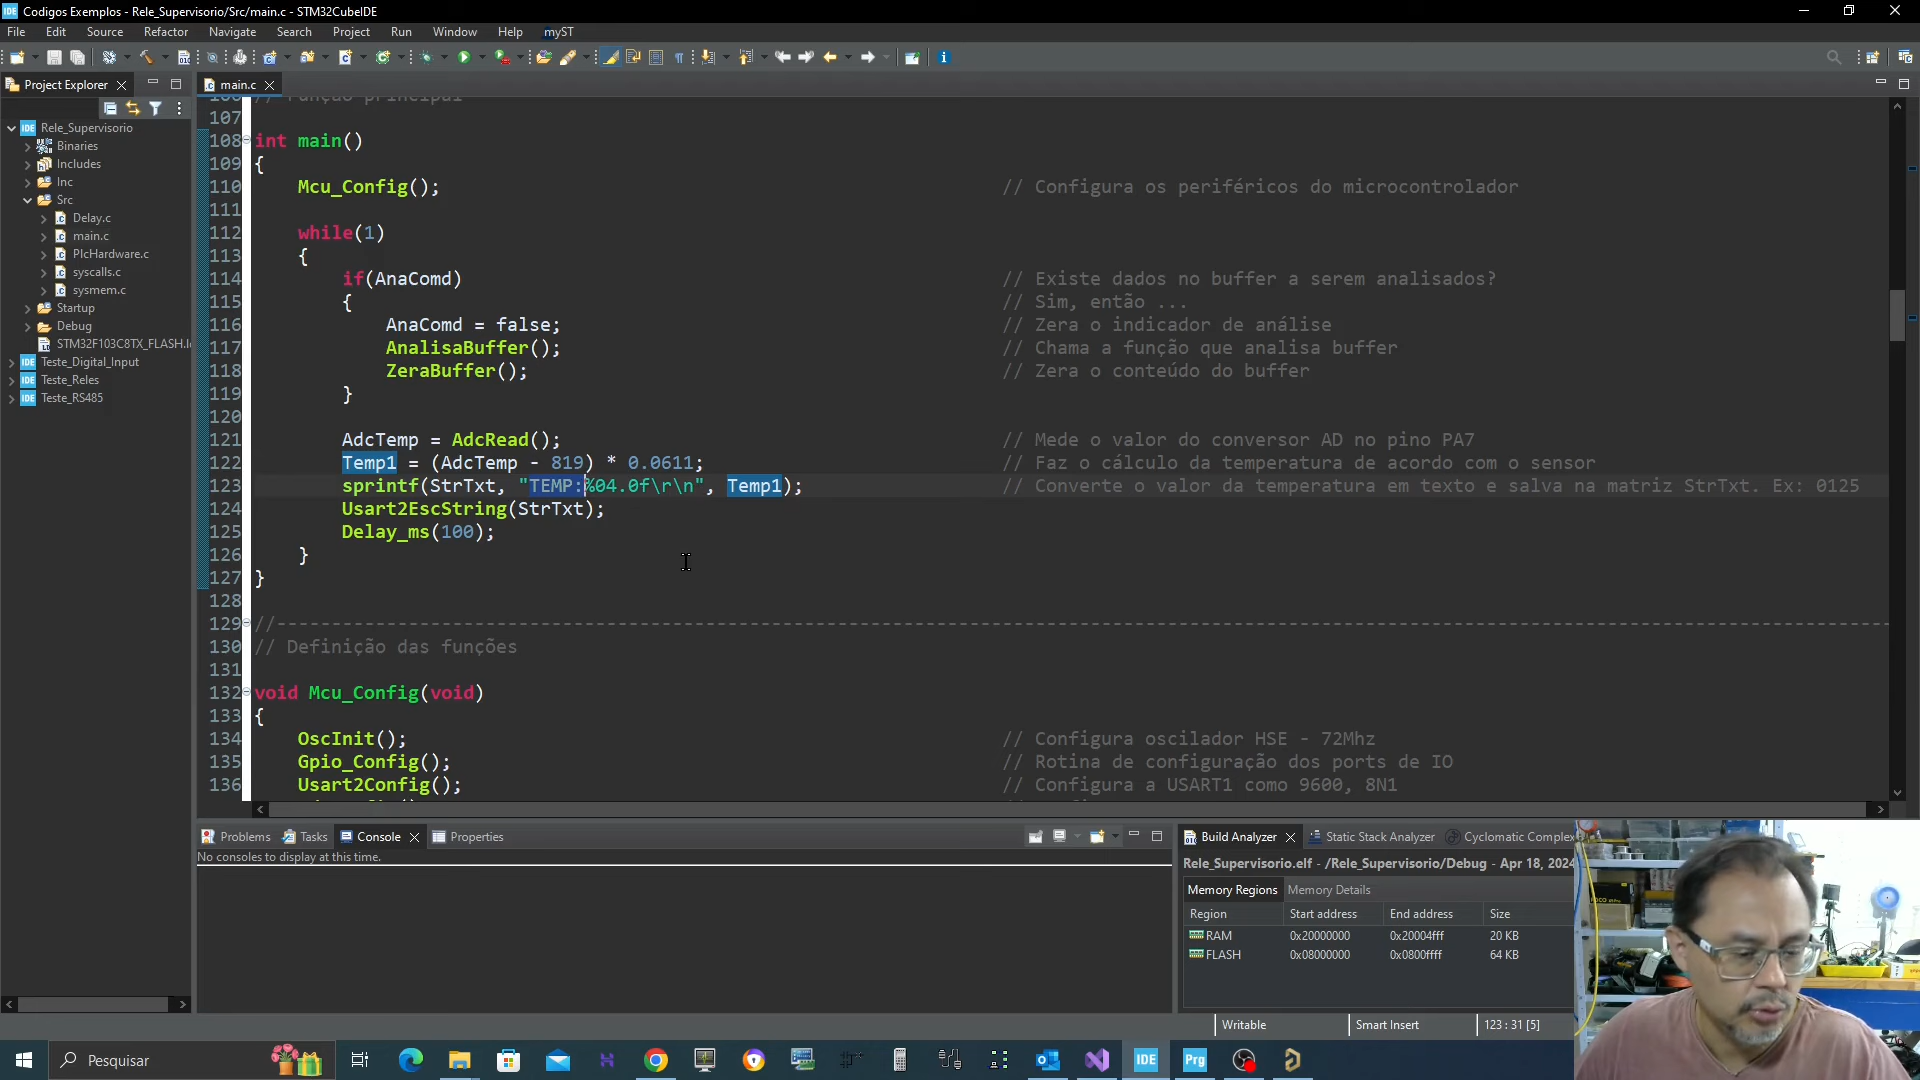 Codigos Exemplos - Rele_Supervisorio/Src/main.c - STM32CubeIDE
File Edit Source Refactor Navigate Search Project Run Window Help myST
Project Explorer
main.c
Rele_Supervisorio
Binaries
Includes
Inc
Src
Delay.c
main.c
PlcHardware.c
syscalls.c
sysmem.c
Startup
Debug
STM32F103C8TX_FLASH.l
Teste_Digital_Input
Teste_Reles
Teste_RS485
106 // Função principal
107
108 int main()
109 {
110 Mcu_Config(); // Configura os periféricos do microcontrolador
111
112 while(1)
113 {
114 if(AnaComd) // Existe dados no buffer a serem analisados?
115 { // Sim, então ...
116 AnaComd = false; // Zera o indicador de análise
117 AnalisaBuffer(); // Chama a função que analisa buffer
118 ZeraBuffer(); // Zera o conteúdo do buffer
119 }
120
121 AdcTemp = AdcRead(); // Mede o valor do conversor AD no pino PA7
122 Temp1 = (AdcTemp - 819) * 0.0611; // Faz o cálculo da temperatura de acordo com o sensor
123 sprintf(StrTxt, "TEMP:%04.0f\r\n", Temp1); // Converte o valor da temperatura em texto e salva na matriz StrTxt. Ex: 0125
124 Usart2EscString(StrTxt);
125 Delay_ms(100);
126 }
127 }
128
129 //------------------------------------------------------------
130 // Definição das funções
131
132 void Mcu_Config(void)
133 {
134 OscInit(); // Configura oscilador HSE - 72Mhz
135 Gpio_Config(); // Rotina de configuração dos ports de IO
136 Usart2Config(); // Configura a USART1 como 9600, 8N1
Problems Tasks Console Properties
No consoles to display at this time.
Build Analyzer Static Stack Analyzer Cyclomatic Complex
Rele_Supervisorio.elf - /Rele_Supervisorio/Debug - Apr 18, 2024
Memory Regions Memory Details
Region Start address End address Size
RAM 0x20000000 0x20004fff 20 KB
FLASH 0x08000000 0x0800ffff 64 KB
Writable Smart Insert 123 : 31 [5]
Pesquisar
IDE
Prg